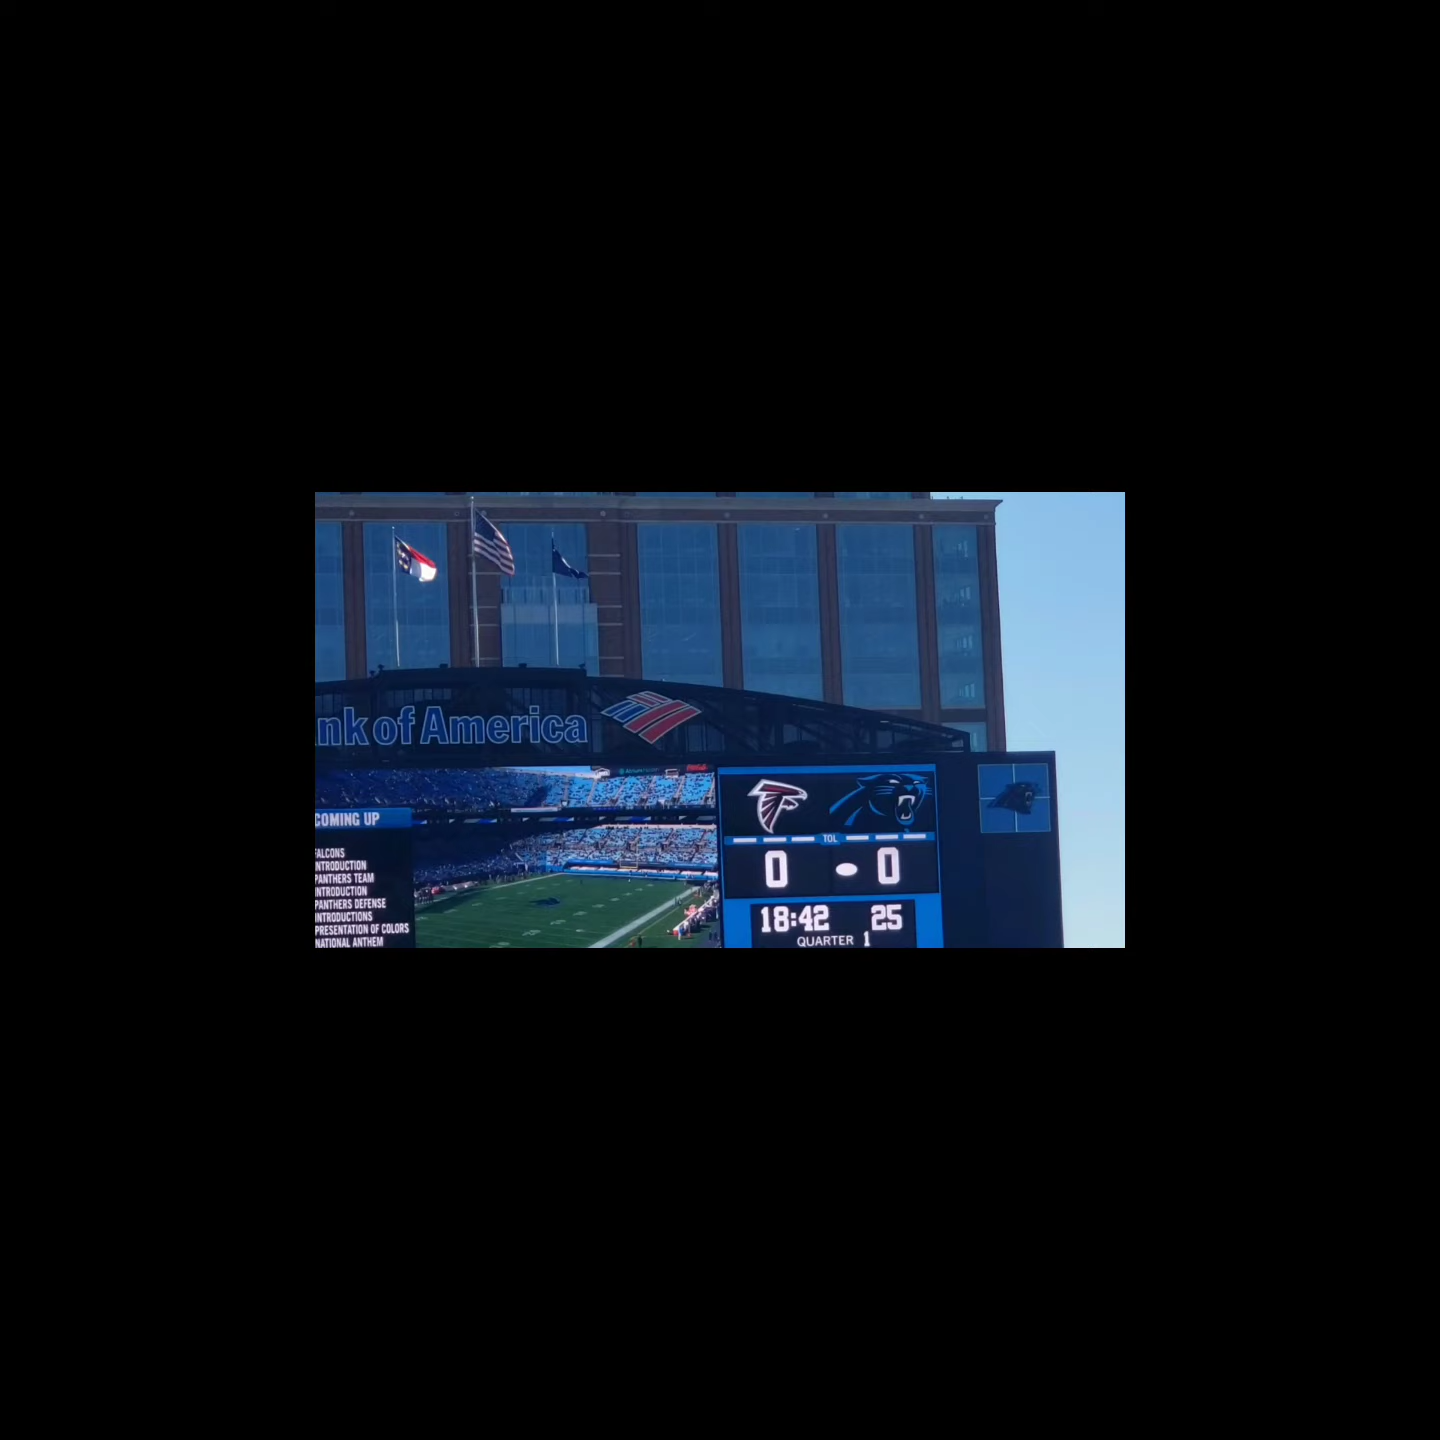 nk of America
COMING UP
FALCONS
INTRODUCTION
PANTHERS TEAM
INTRODUCTION
PANTHERS DEFENSE
INTRODUCTIONS
PRESENTATION OF COLORS
NATIONAL ANTHEM
TOL
0 0
18:42 25
QUARTER 1